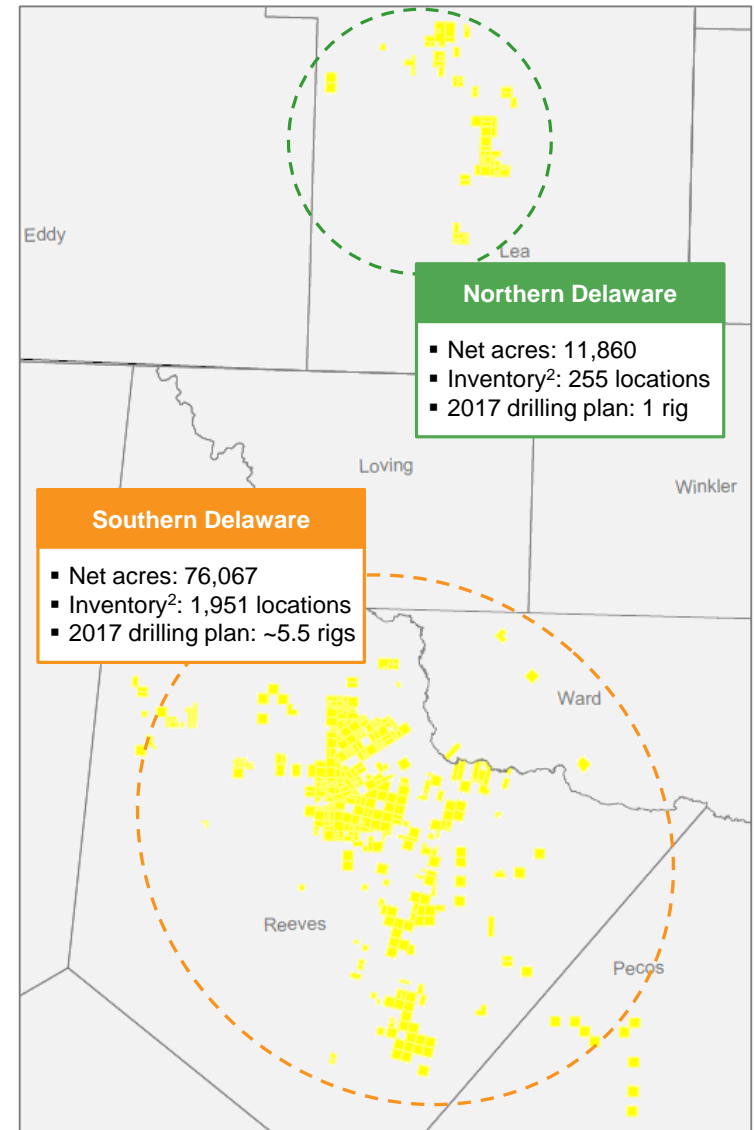 Eddy
Lea
Northern Delaware
▪ Net acres: 11,860
▪ Inventory²: 255 locations
▪ 2017 drilling plan: 1 rig
Loving
Winkler
Southern Delaware
▪ Net acres: 76,067
▪ Inventory²: 1,951 locations
▪ 2017 drilling plan: ~5.5 rigs
Ward
Reeves
Pecos